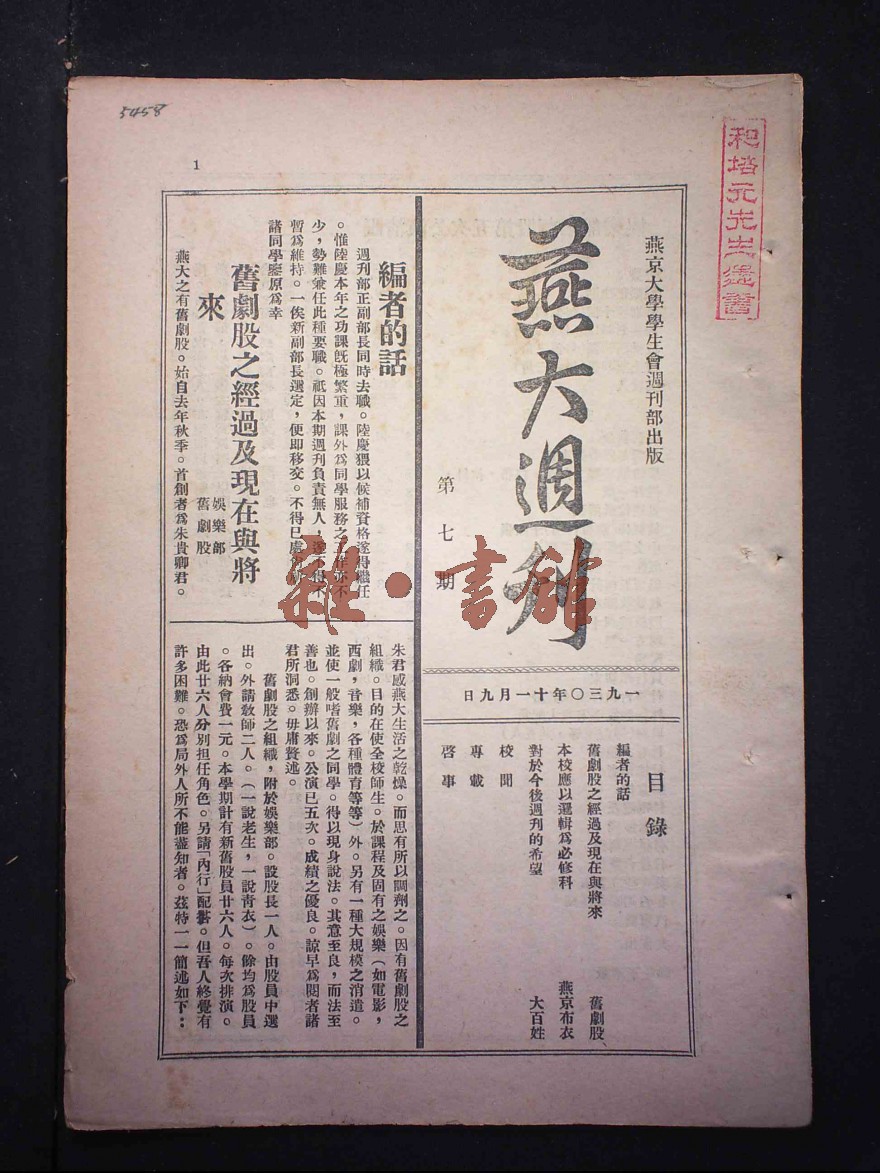 5458
1
和培元先生遺書
燕京大學學生會週刊部出版
燕大週刊
第七期
一九三〇年十一月九日
目錄
編者的話
舊劇股之經過及現在與將來 舊劇股
本校應以邏輯爲必修科 燕京布衣
對於今後週刊的希望 大百姓
校聞
專載
啓事
編者的話
週刊部正副部長同時去職。陸慶猥以候補資格遂得繼任
。惟陸慶本年之功課既極繁重,課外爲同學服務之工作亦不
少,勢難兼任此種要職。祇因本期週刊負責無人,遂不得不
暫爲維持。一俟新副部長選定,便即移交。不得已處
諸同學鑒原爲幸
舊劇股之經過及現在與將
來
娛樂部
舊劇股
燕大之有舊劇股。始自去年秋季。首創者爲朱貴卿君。
朱君感燕大生活之乾燥。而思有所以調劑之。因有舊劇股之
組織。目的在使全校師生。於課程及固有之娛樂(如電影,
西劇,音樂,各種體育等等)外。另有一種大規模之消遣。
並使一般嗜舊劇之同學。得以現身說法。其意至良,而法至
善也。創辦以來。公演已五次。成績之優良。諒早爲閱者諸
君所洞悉。毋庸贅述。
舊劇股之組織,附於娛樂部。設股長一人。由股員中選
出。外請敎師二人。(一說老生,一說靑衣)。餘均爲股員
。各納會費一元。本學期計有新舊股員廿六人。每次排演。
由此廿六人分別担任角色。另請「內行」配搭。但吾人終覺有
許多困難。恐爲局外人所不能盡知者。茲特一一簡述如下:
雜·書館